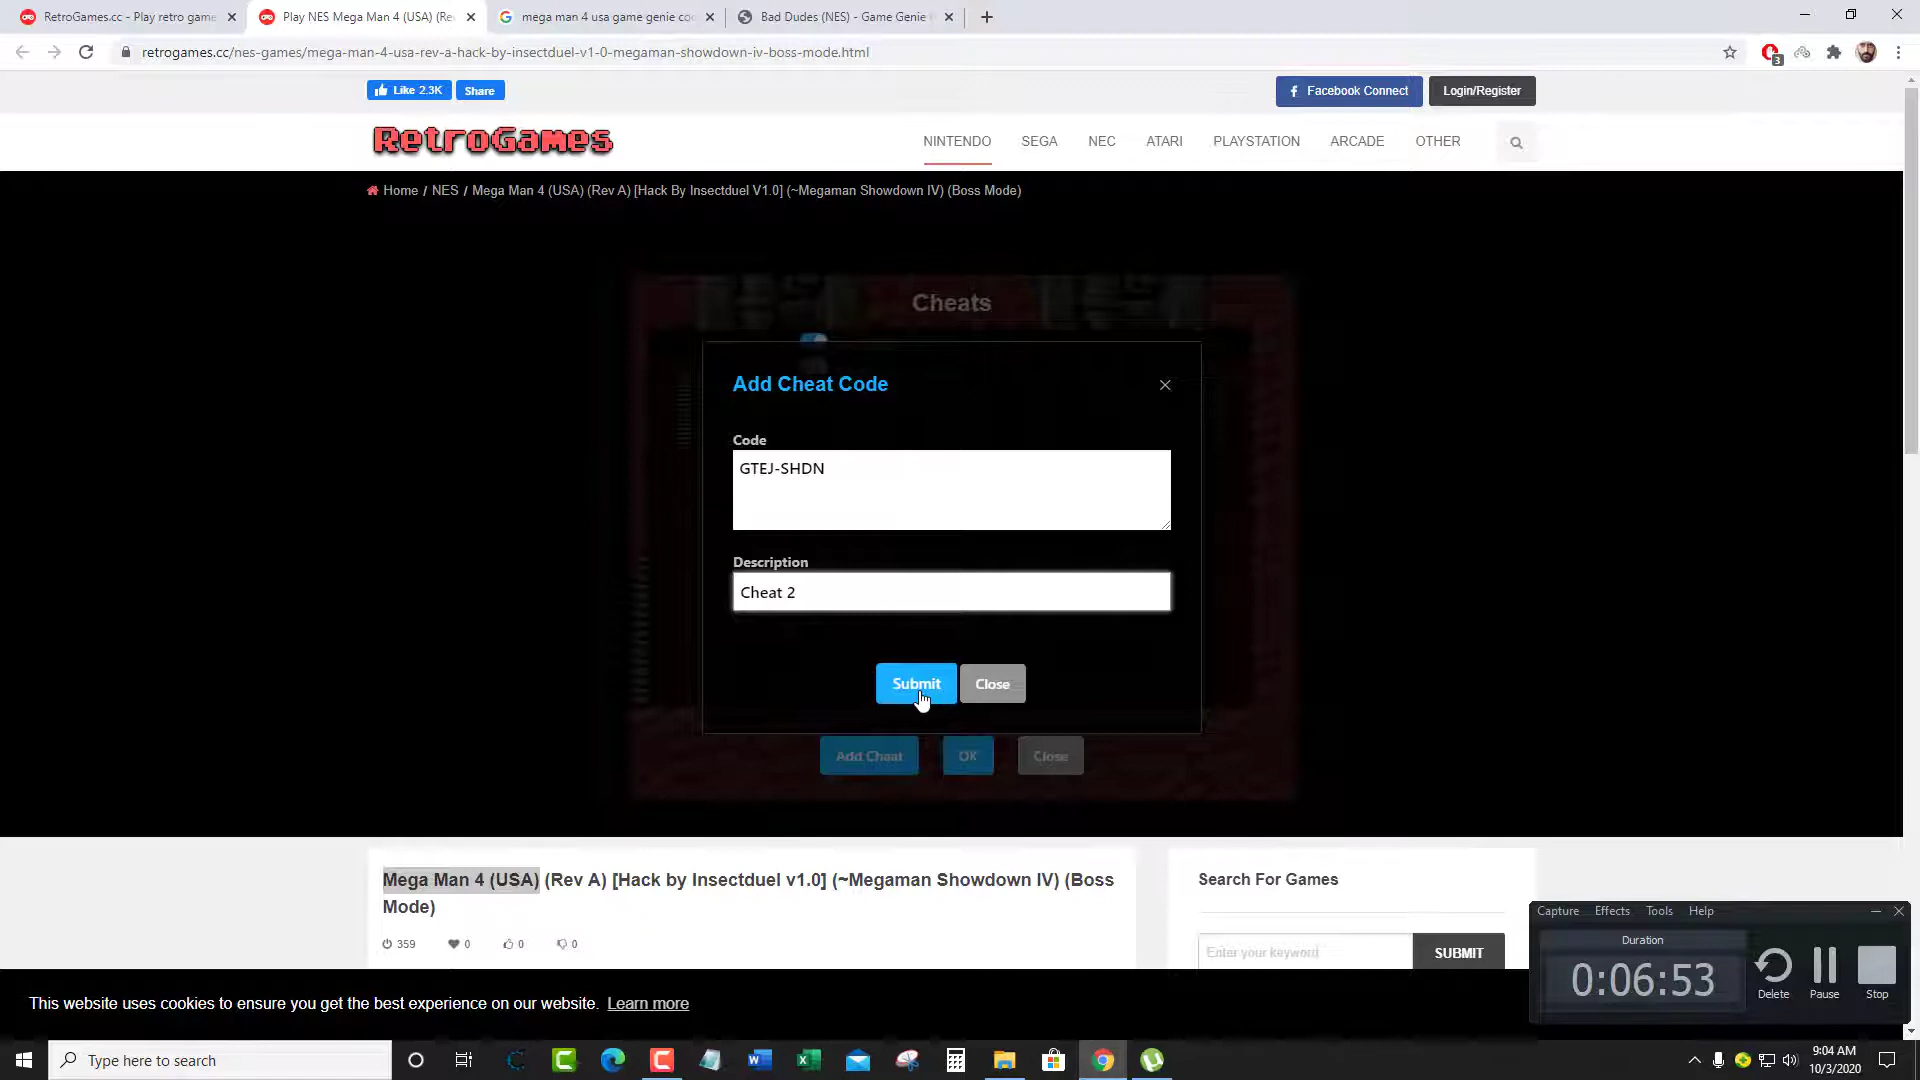 RetroGames.cc - Play retro game
Play NES Mega Man 4 (USA) (Re
mega man 4 usa game genie co
Bad Dudes (NES) - Game Genie
retrogames.cc/nes-games/mega-man-4-usa-rev-a-hack-by-insectduel-v1-0-megaman-showdown-iv-boss-mode.html
3
Like 2.3K Share
Facebook Connect Login/Register
RetroGames
NINTENDO SEGA NEC ATARI PLAYSTATION ARCADE OTHER
Home / NES / Mega Man 4 (USA) (Rev A) [Hack By Insectduel V1.0] (~Megaman Showdown IV) (Boss Mode)
Cheats
Add Cheat Code
Code
GTEJ-SHDN
Description
Cheat 2
Submit Close
Add Cheat OK Close
Mega Man 4 (USA) (Rev A) [Hack by Insectduel v1.0] (~Megaman Showdown IV) (Boss
Mode)
359 0 0 0
Search For Games
Enter your keyword SUBMIT
Capture Effects Tools Help
Duration
0:06:53
Delete Pause Stop
This website uses cookies to ensure you get the best experience on our website. Learn more
Type here to search
9:04 AM
10/3/2020